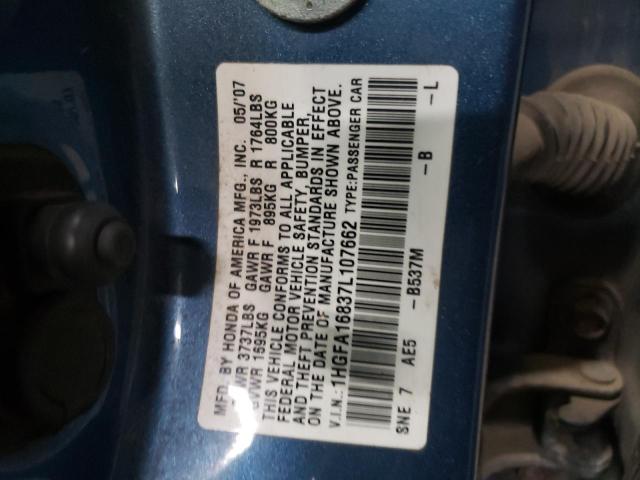 MFD. BY HONDA OF AMERICA MFG., INC. 05/'07
GVWR 3737LBS GAWR F 1973LBS R 1764LBS
GVWR 1695KG GAWR F 895KG R 800KG
THIS VEHICLE CONFORMS TO ALL APPLICABLE
FEDERAL MOTOR VEHICLE SAFETY, BUMPER,
AND THEFT PREVENTION STANDARDS IN EFFECT
ON THE DATE OF MANUFACTURE SHOWN ABOVE.
V.I.N.: 1HGFA16837L107662 TYPE:PASSENGER CAR
SNE 7 AE5 -B537M -B -L